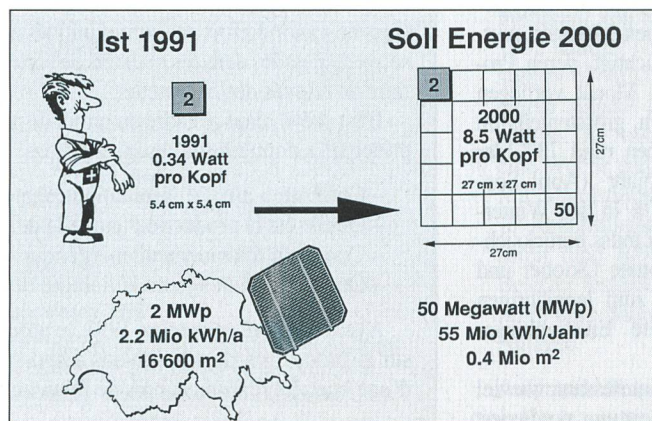 Ist 1991
2
1991
0.34 Watt
pro Kopf
5.4 cm x 5.4 cm
2 MWp
2.2 Mio kWh/a
16'600 m²
Soll Energie 2000
2
2000
8.5 Watt
pro Kopf
27 cm x 27 cm
50
27cm
27cm
50 Megawatt (MWp)
55 Mio kWh/Jahr
0.4 Mio m²